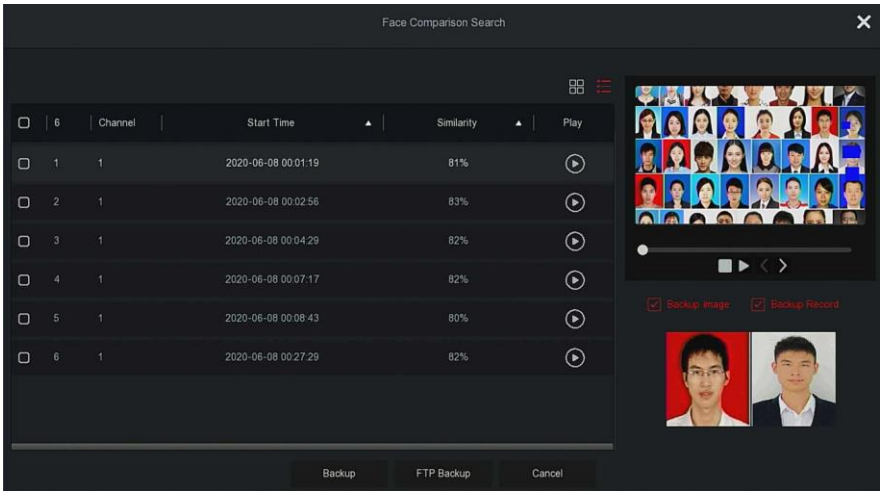 Face Comparison Search
6 Channel Start Time Similarity Play
1 1 2020-06-08 00:01:19 81%
2 1 2020-06-08 00:02:56 83%
3 1 2020-06-08 00:04:29 82%
4 1 2020-06-08 00:07:17 82%
5 1 2020-06-08 00:08:43 80%
6 1 2020-06-08 00:27:29 82%
Backup Image Backup Record
Backup FTP Backup Cancel